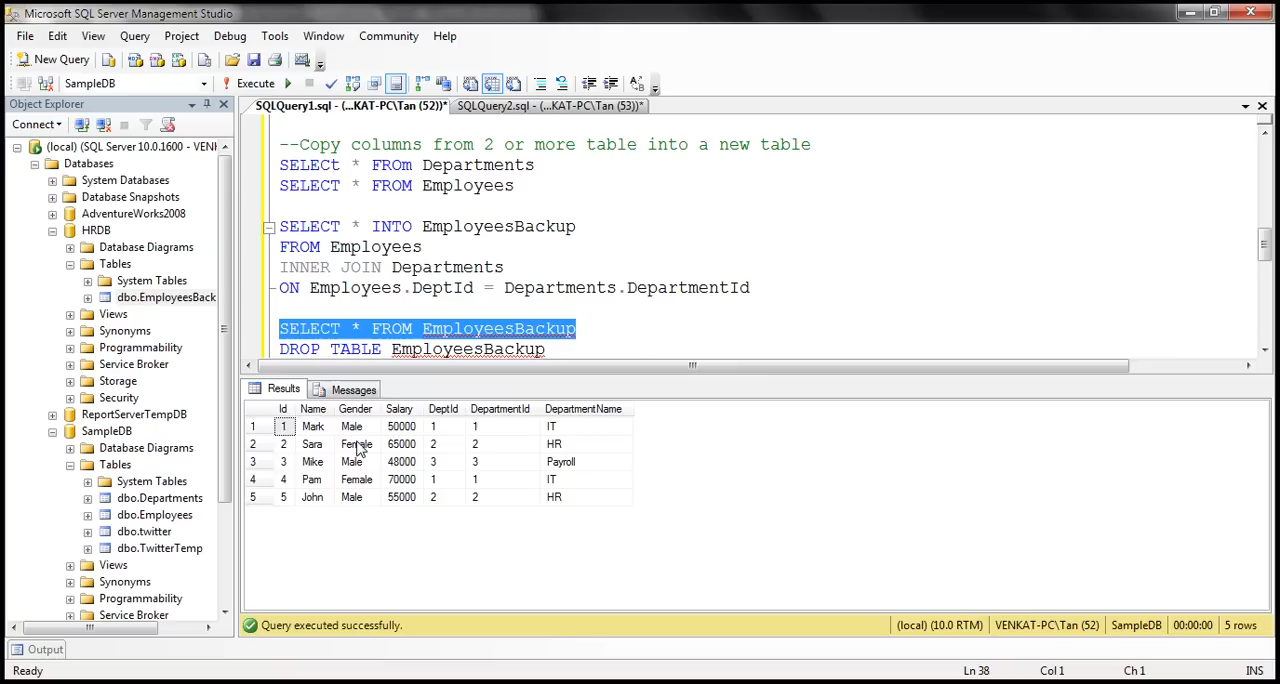 Microsoft SQL Server Management Studio
File Edit View Query Project Debug Tools Window Community Help
New Query
SampleDB Execute
Object Explorer
SQLQuery1.sql - (...KAT-PC\Tan (52))* SQLQuery2.sql - (...KAT-PC\Tan (53))*
Connect
(local) (SQL Server 10.0.1600 - VENI
Databases
System Databases
Database Snapshots
AdventureWorks2008
HRDB
Database Diagrams
Tables
System Tables
dbo.EmployeesBack
Views
Synonyms
Programmability
Service Broker
Storage
Security
ReportServerTempDB
SampleDB
Database Diagrams
Tables
System Tables
dbo.Departments
dbo.Employees
dbo.twitter
dbo.TwitterTemp
Views
Synonyms
Programmability
Service Broker
--Copy columns from 2 or more table into a new table
SELECt * FROm Departments
SELECT * FROM Employees
SELECT * INTO EmployeesBackup
FROM Employees
INNER JOIN Departments
ON Employees.DeptId = Departments.DepartmentId
SELECT * FROM EmployeesBackup
DROP TABLE EmployeesBackup
Results Messages
Id Name Gender Salary DeptId DepartmentId DepartmentName
1 1 Mark Male 50000 1 1 IT
2 2 Sara Female 65000 2 2 HR
3 3 Mike Male 48000 3 3 Payroll
4 4 Pam Female 70000 1 1 IT
5 5 John Male 55000 2 2 HR
Query executed successfully. (local) (10.0 RTM) VENKAT-PC\Tan (52) SampleDB 00:00:00 5 rows
Output
Ready Ln 38 Col 1 Ch 1 INS